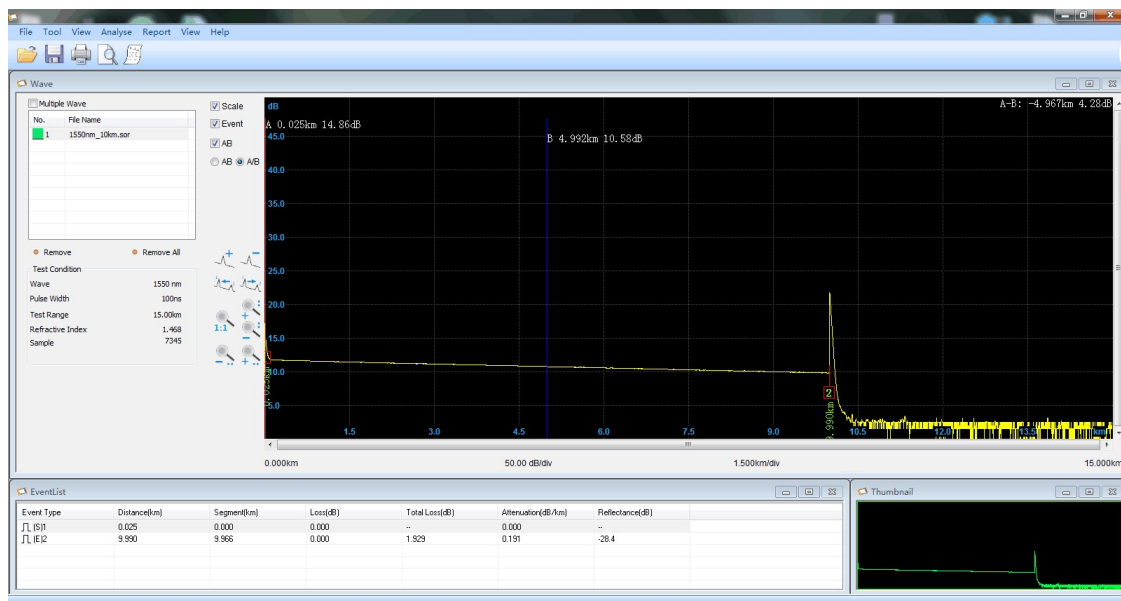 File Tool View Analyse Report View Help
Wave
Multiple Wave
No. File Name
1 1550nm_10km.sor
Remove Remove All
Test Condition
Wave 1550 nm
Pulse Width 100ns
Test Range 15.00km
Refractive Index 1.468
Sample 7345
Scale
Event
AB
AB A/B
1:1
dB
A-B: -4.967km 4.28dB
A 0.025km 14.86dB
B 4.992km 10.58dB
45.0
40.0
35.0
30.0
25.0
20.0
15.0
10.0
5.0
0.025km
2
9.990km
1.5 3.0 4.5 6.0 7.5 9.0 10.5 12.0 13.5 km
0.000km 50.00 dB/div 1.500km/div 15.000km
EventList
Event Type Distance(km) Segment(km) Loss(dB) Total Loss(dB) Attenuation(dB/km) Reflectance(dB)
(S)1 0.025 0.000 0.000 -- 0.000 --
(E)2 9.990 9.966 0.000 1.929 0.191 -28.4
Thumbnail